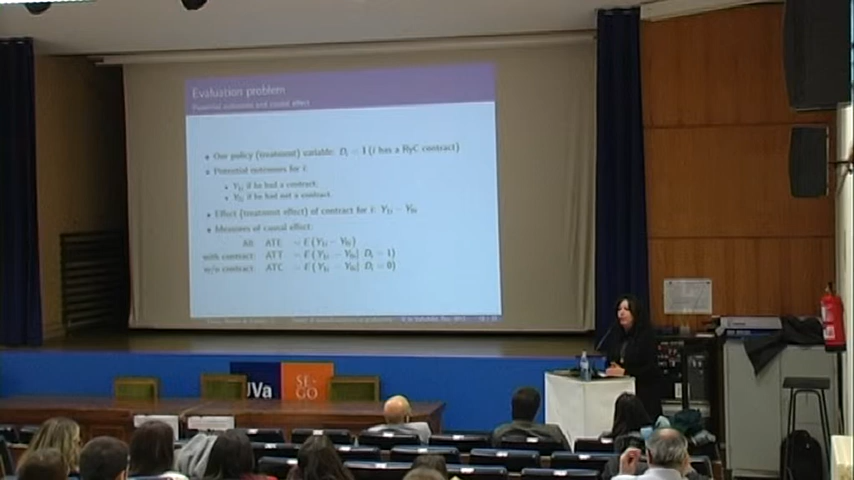 Evaluation problem
Potential outcomes and causal effect
• Our policy (treatment) variable: Dᵢ = 1 (i has a RyC contract)
• Potential outcomes for i:
• Y₁ᵢ if he had a contract.
• Y₀ᵢ if he had not a contract.
• Effect (treatment effect) of contract for i: Y₁ᵢ − Y₀ᵢ
• Measures of causal effect:
All: ATE = E(Y₁ᵢ − Y₀ᵢ)
with contract: ATT = E(Y₁ᵢ − Y₀ᵢ| Dᵢ = 1)
w/o contract: ATC = E(Y₁ᵢ − Y₀ᵢ| Dᵢ = 0)
UVa
SE-
GO